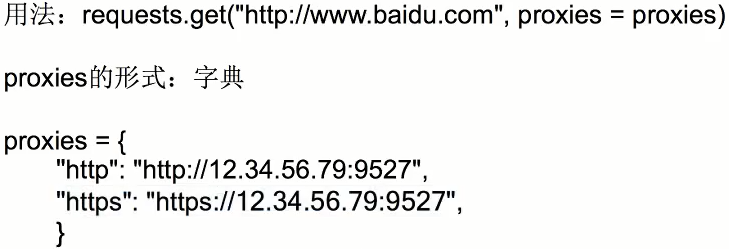 用法：requests.get("http://www.baidu.com", proxies = proxies)
proxies的形式：字典
proxies = {
"http": "http://12.34.56.79:9527",
"https": "https://12.34.56.79:9527",
}